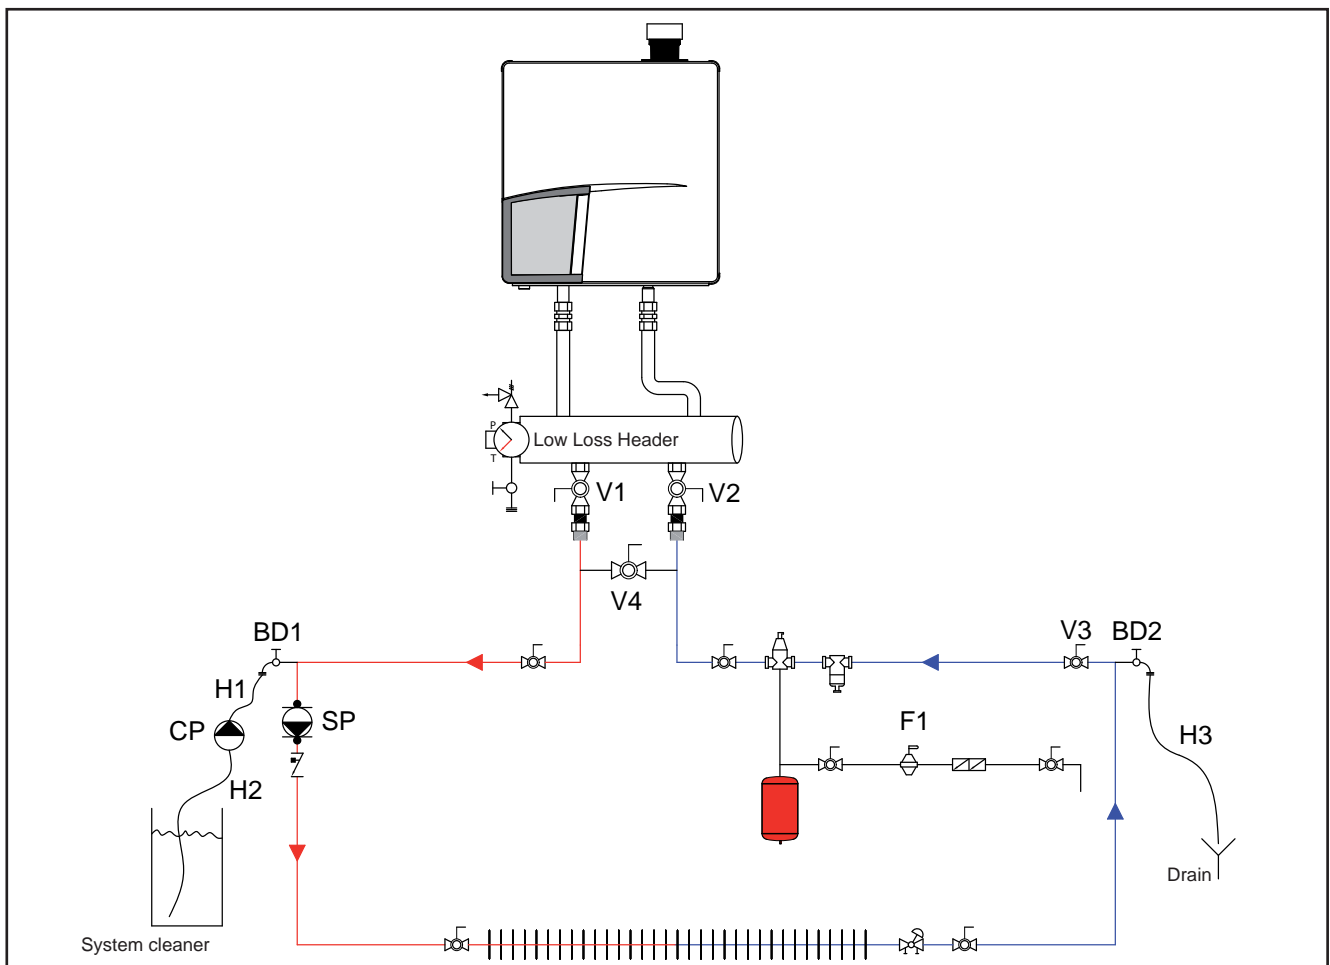 P
Low Loss Header
T
V1
V2
V4
BD1
V3
BD2
H1
CP
SP
F1
H3
H2
Drain
System cleaner